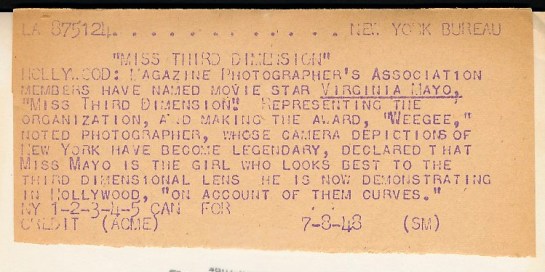 LA 875124. . . . . . . . . . . . NEW YORK BUREAU
"MISS THIRD DIMENSION"
HOLLYWOOD: MAGAZINE PHOTOGRAPHER'S ASSOCIATION
MEMBERS HAVE NAMED MOVIE STAR VIRGINIA MAYO,
"MISS THIRD DIMENSION". REPRESENTING THE
ORGANIZATION, AND MAKING THE AWARD, "WEEGEE,"
NOTED PHOTOGRAPHER, WHOSE CAMERA DEPICTIONS OF
NEW YORK HAVE BECOME LEGENDARY, DECLARED THAT
MISS MAYO IS THE GIRL WHO LOOKS BEST TO THE
THIRD DIMENSIONAL LENS HE IS NOW DEMONSTRATING
IN HOLLYWOOD, "ON ACCOUNT OF THEM CURVES."
NY 1-2-3-4-5 CAN FOR
CREDIT (ACME) 7-8-48 (SM)